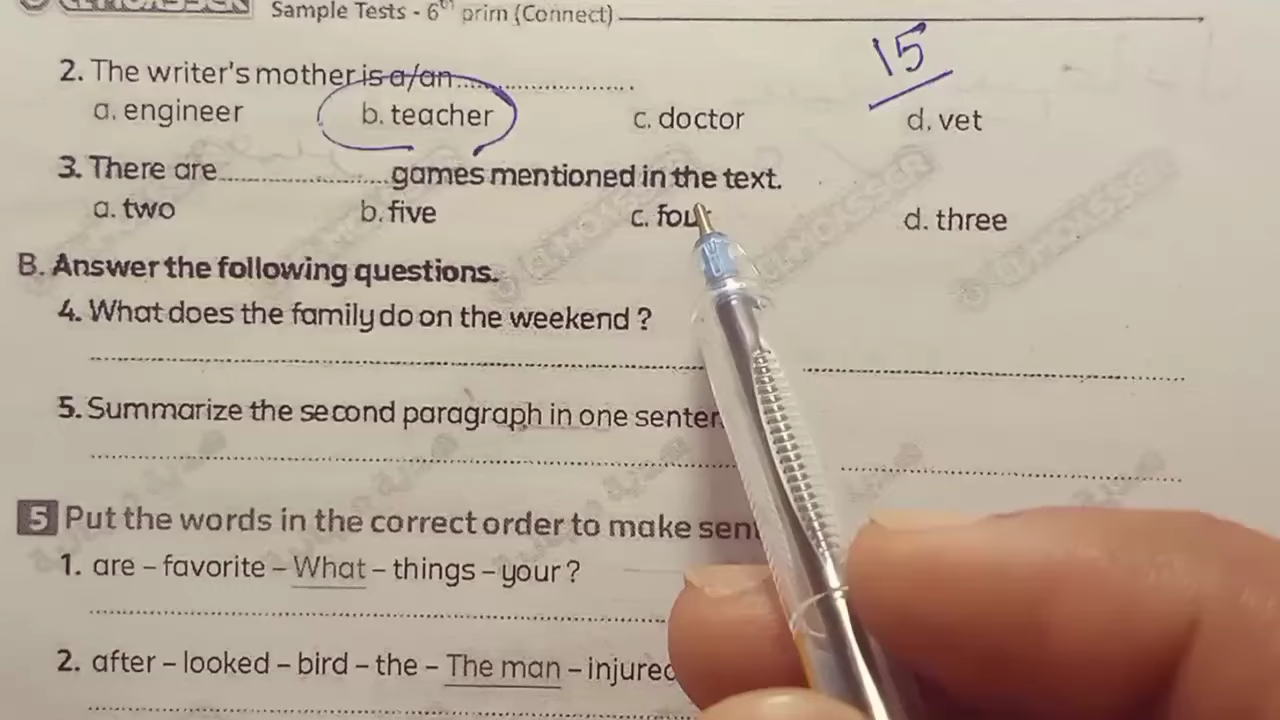 Sample Tests - 6th prim (Connect)
15
2. The writer's mother is a/an .......................... .
a. engineer b. teacher c. doctor d. vet
3. There are .......................... games mentioned in the text.
a. two b. five c. four d. three
B. Answer the following questions.
4. What does the family do on the weekend ?
5. Summarize the second paragraph in one
5 Put the words in the correct order to make
1. are – favorite – What – things – your ?
2. after – looked – bird – the – The man – injured